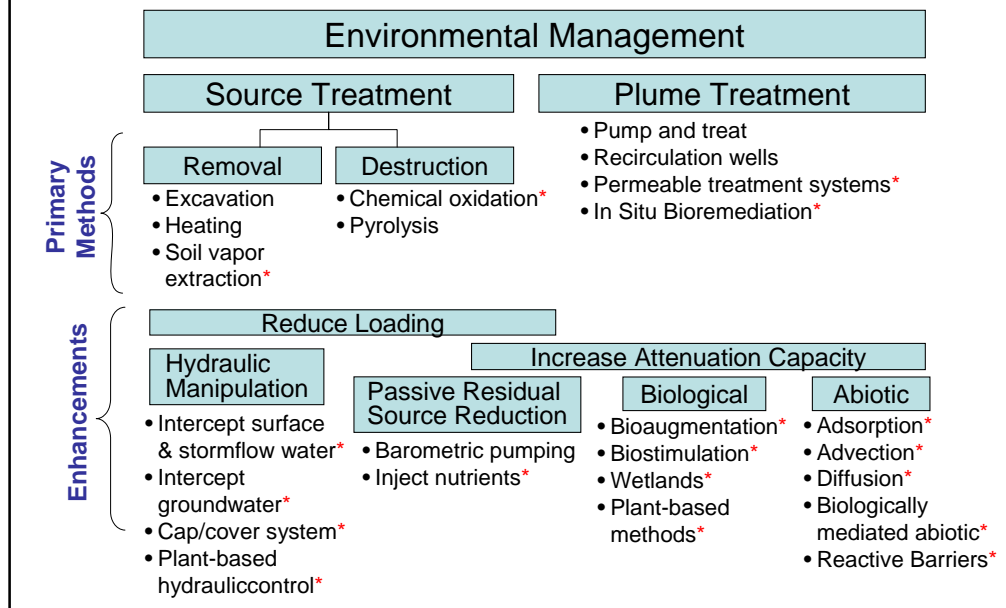 Environmental Management
Source Treatment
Plume Treatment
Primary
Methods
Removal
• Excavation
• Heating
• Soil vapor
extraction*
Destruction
• Chemical oxidation*
• Pyrolysis
• Pump and treat
• Recirculation wells
• Permeable treatment systems*
• In Situ Bioremediation*
Enhancements
Reduce Loading
Increase Attenuation Capacity
Hydraulic
Manipulation
• Intercept surface
& stormflow water*
• Intercept
groundwater*
• Cap/cover system*
• Plant-based
hydrauliccontrol*
Passive Residual
Source Reduction
• Barometric pumping
• Inject nutrients*
Biological
• Bioaugmentation*
• Biostimulation*
• Wetlands*
• Plant-based
methods*
Abiotic
• Adsorption*
• Advection*
• Diffusion*
• Biologically
mediated abiotic*
• Reactive Barriers*